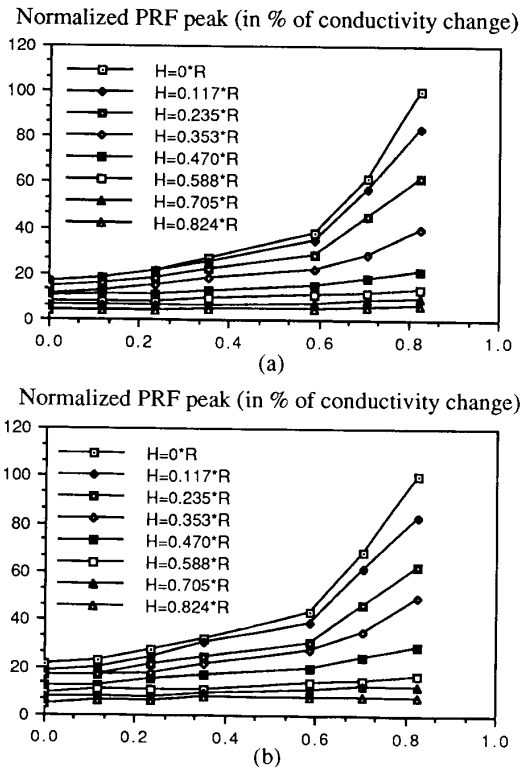 Normalized PRF peak (in % of conductivity change)
120
100
80
60
40
20
0
H=0*R
H=0.117*R
H=0.235*R
H=0.353*R
H=0.470*R
H=0.588*R
H=0.705*R
H=0.824*R
0.0 0.2 0.4 0.6 0.8 1.0
(a)
Normalized PRF peak (in % of conductivity change)
120
100
80
60
40
20
0
H=0*R
H=0.117*R
H=0.235*R
H=0.353*R
H=0.470*R
H=0.588*R
H=0.705*R
H=0.824*R
0.0 0.2 0.4 0.6 0.8 1.0
(b)